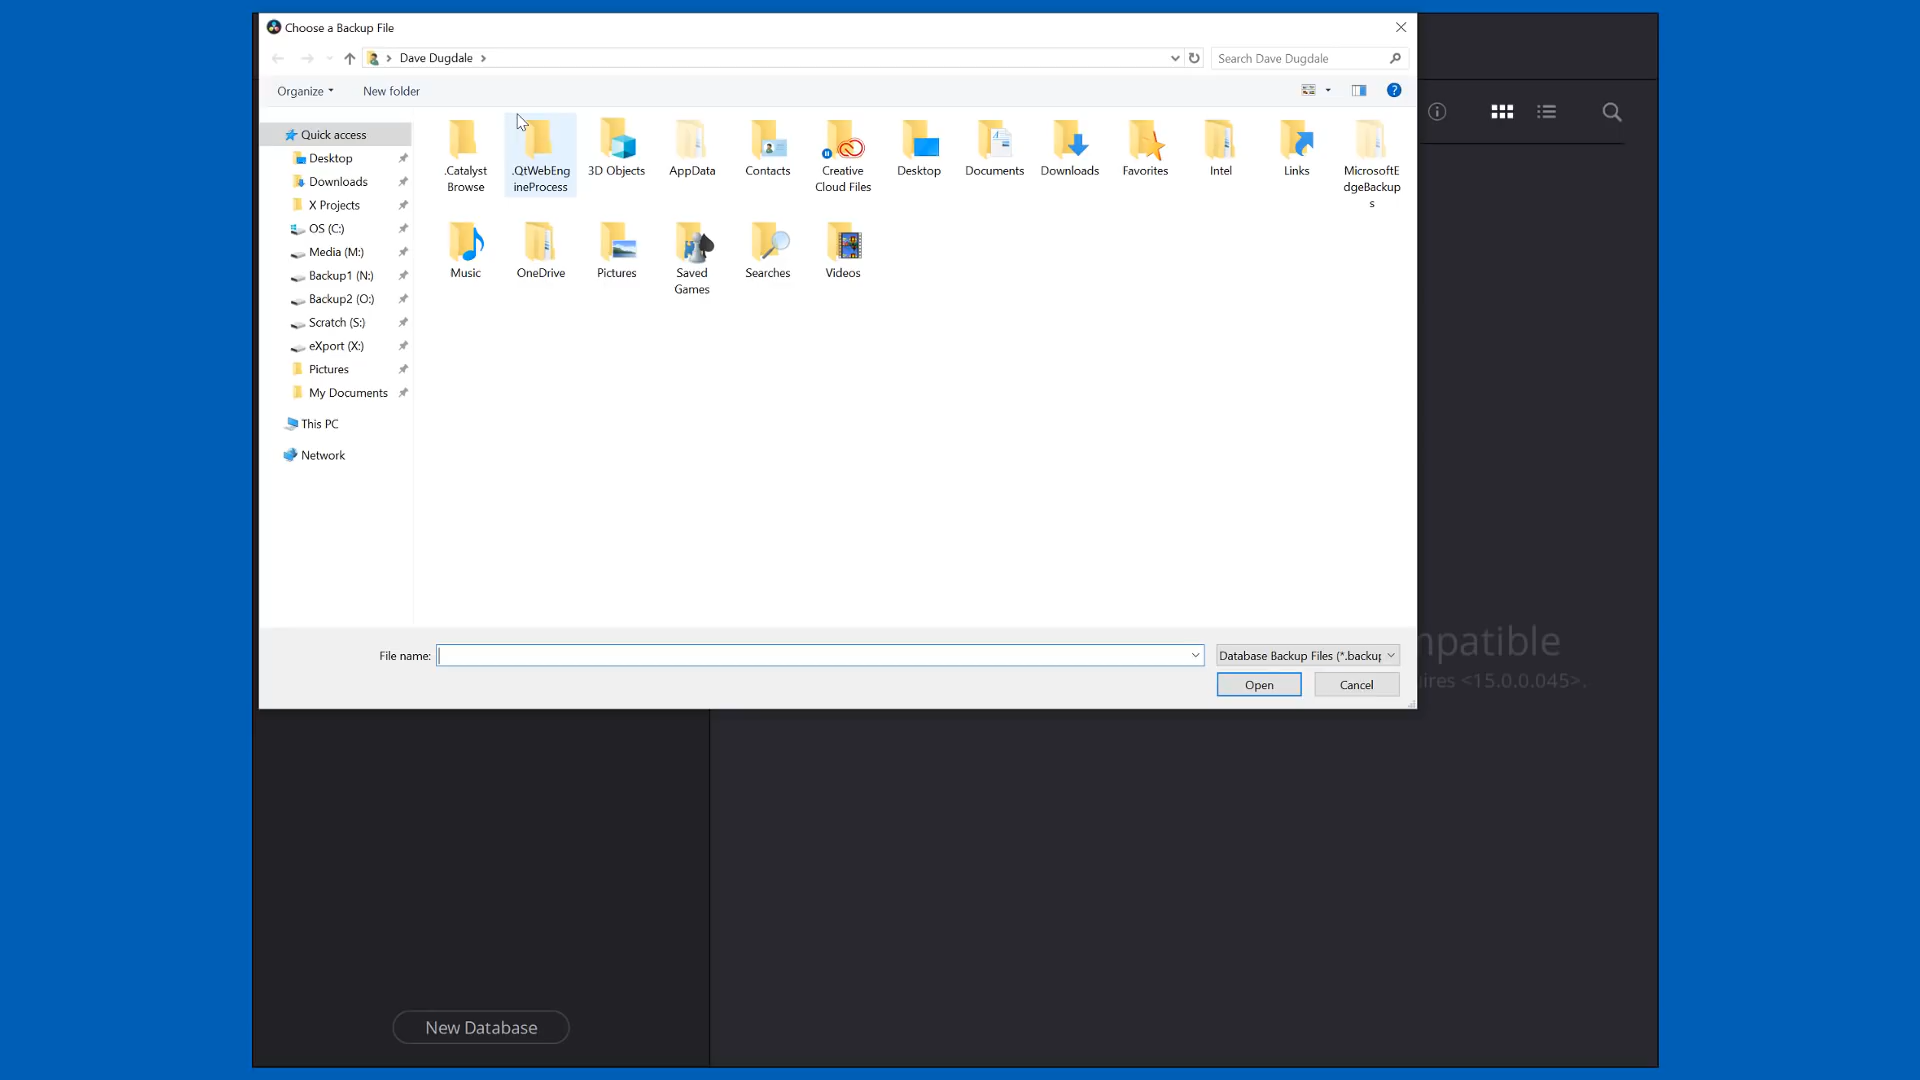 Choose a Backup File
Dave Dugdale
Search Dave Dugdale
Organize
New folder
Quick access
Desktop
Downloads
X Projects
OS (C:)
Media (M:)
Backup1 (N:)
Backup2 (O:)
Scratch (S:)
eXport (X:)
Pictures
My Documents
This PC
Network
.Catalyst
Browse
.QtWebEng
ineProcess
3D Objects
AppData
Contacts
Creative
Cloud Files
Desktop
Documents
Downloads
Favorites
Intel
Links
MicrosoftE
dgeBackup
s
Music
OneDrive
Pictures
Saved
Games
Searches
Videos
File name:
Database Backup Files (*.backup
Open
Cancel
mpatible
ires <15.0.0.045>.
New Database